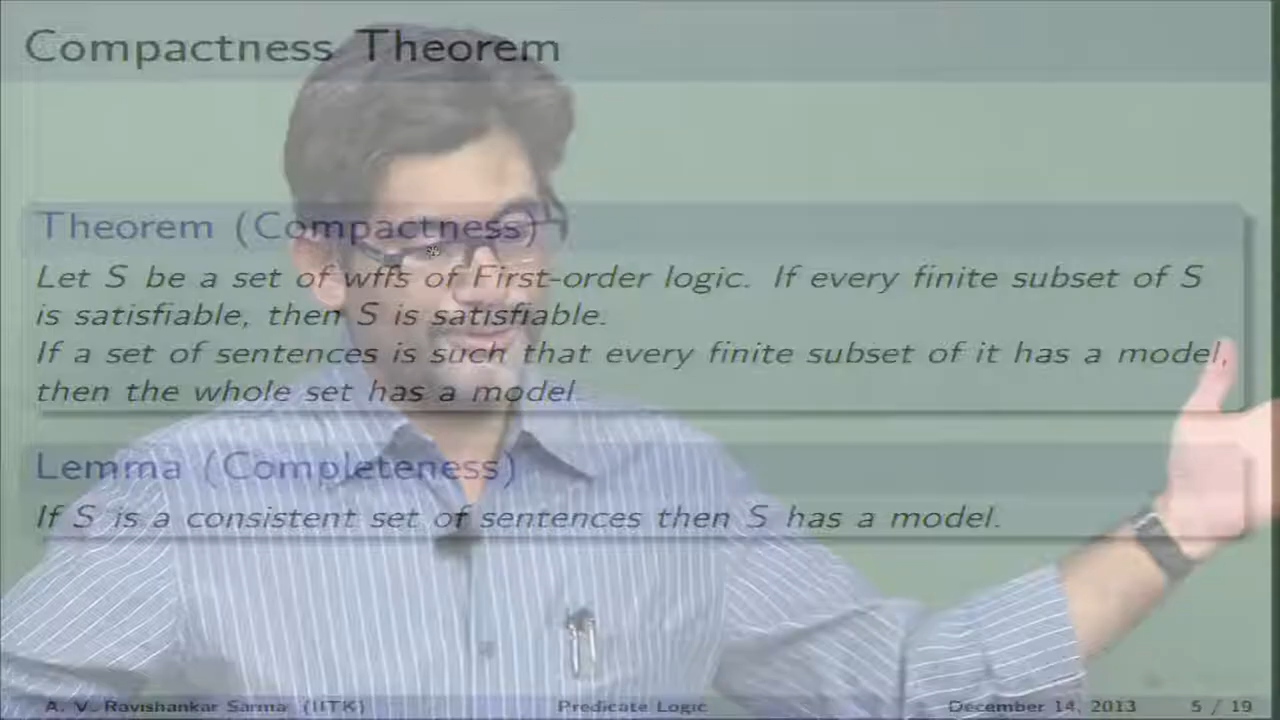 Compactness Theorem
Theorem (Compactness)
Let S be a set of wffs of First-order logic. If every finite subset of S
is satisfiable, then S is satisfiable.
If a set of sentences is such that every finite subset of it has a model,
then the whole set has a model.
Lemma (Completeness)
If S is a consistent set of sentences then S has a model.
A. V. Ravishankar Sarma (IITK) Predicate Logic December 14, 2013 5 / 19